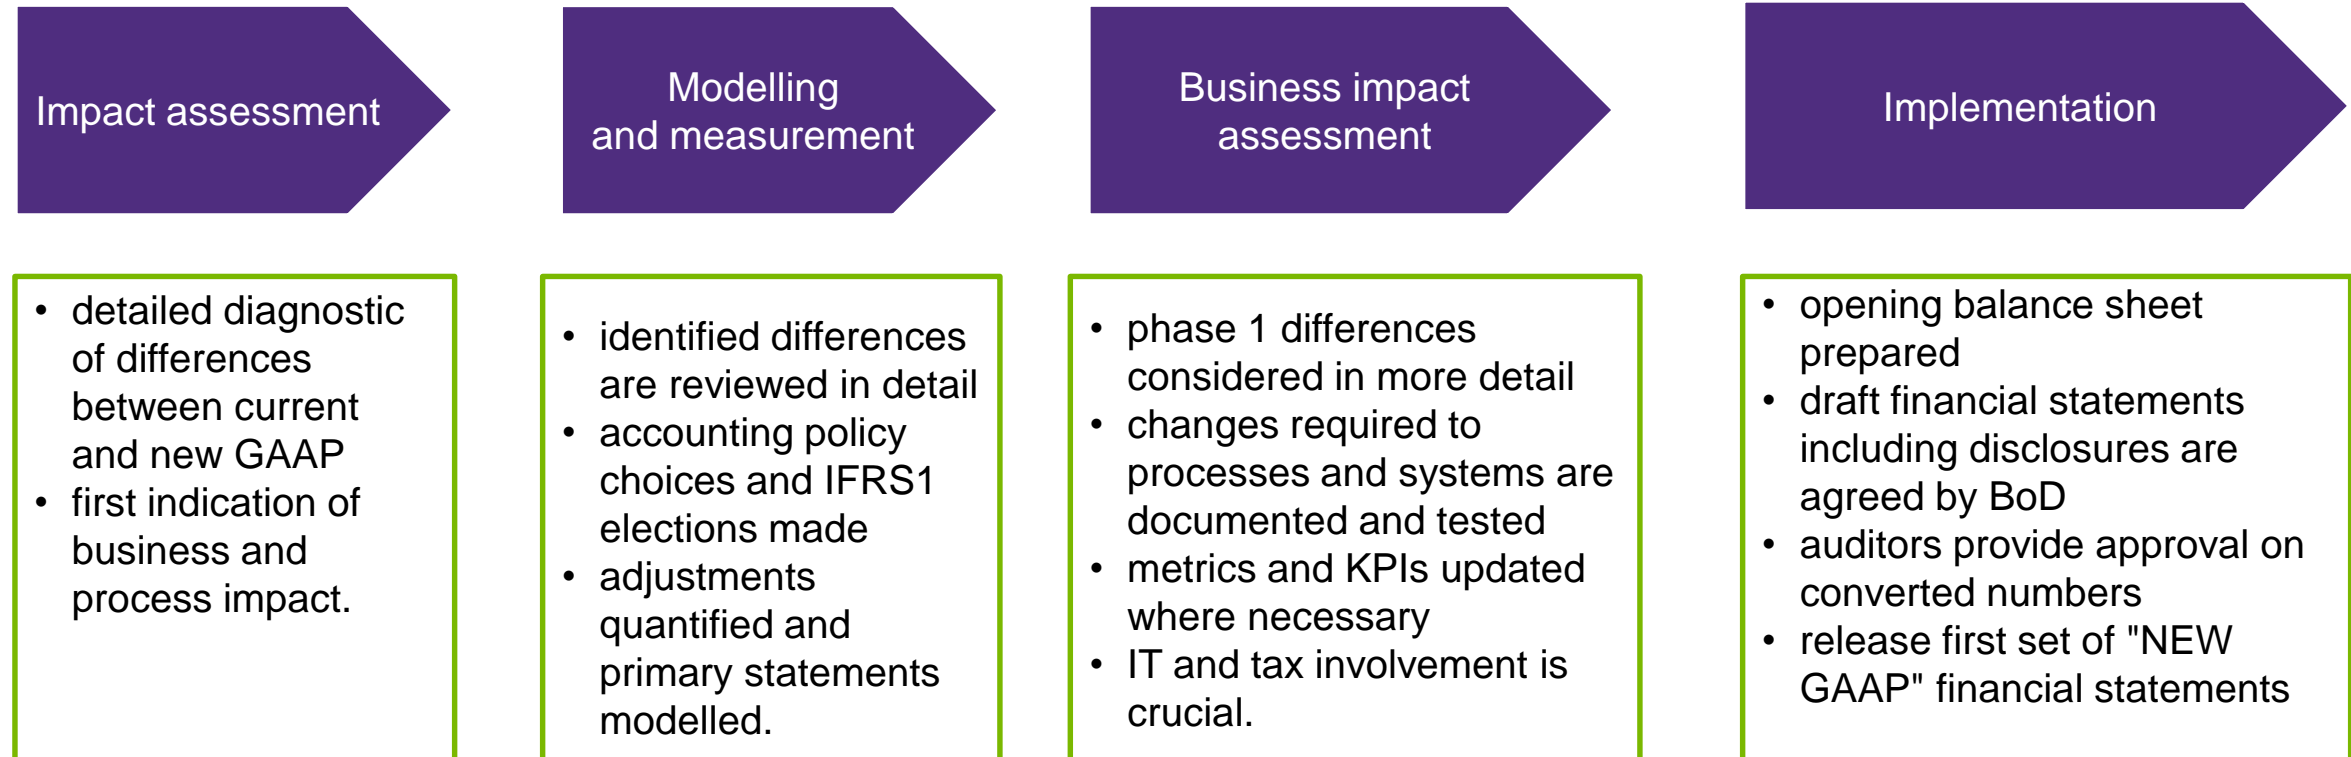 Impact assessment
Modelling
and measurement
Business impact
assessment
Implementation
• detailed diagnostic
of differences
between current
and new GAAP
• first indication of
business and
process impact.
• identified differences
are reviewed in detail
• accounting policy
choices and IFRS1
elections made
• adjustments
quantified and
primary statements
modelled.
• phase 1 differences
considered in more detail
• changes required to
processes and systems are
documented and tested
• metrics and KPIs updated
where necessary
• IT and tax involvement is
crucial.
• opening balance sheet
prepared
• draft financial statements
including disclosures are
agreed by BoD
• auditors provide approval on
converted numbers
• release first set of "NEW
GAAP" financial statements